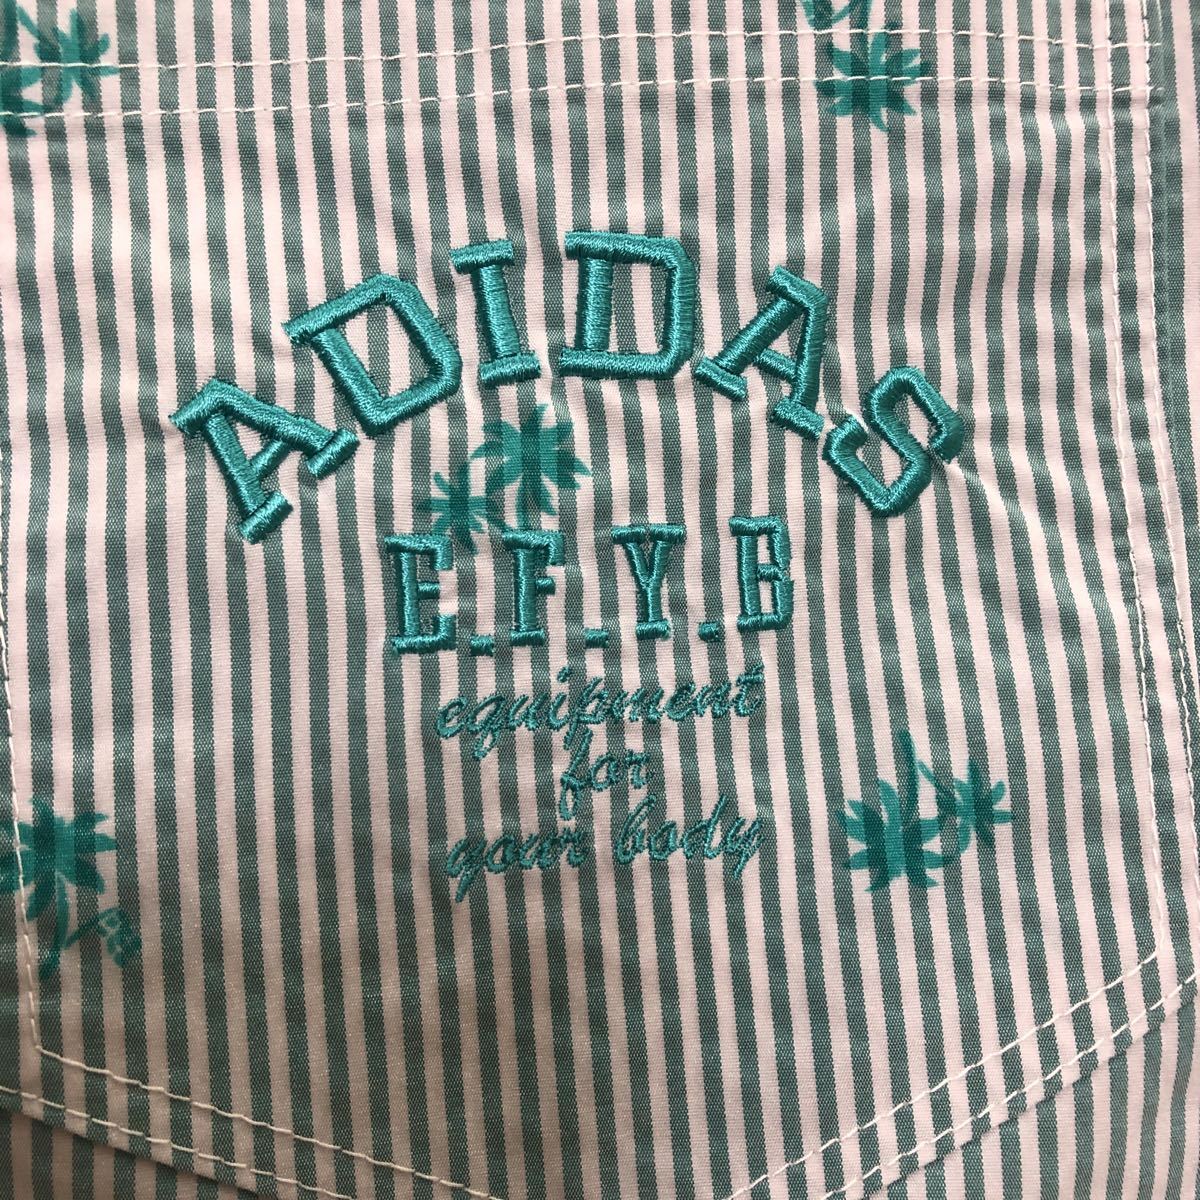 ADIDAS
E.F.Y.B
equipment
for
your body